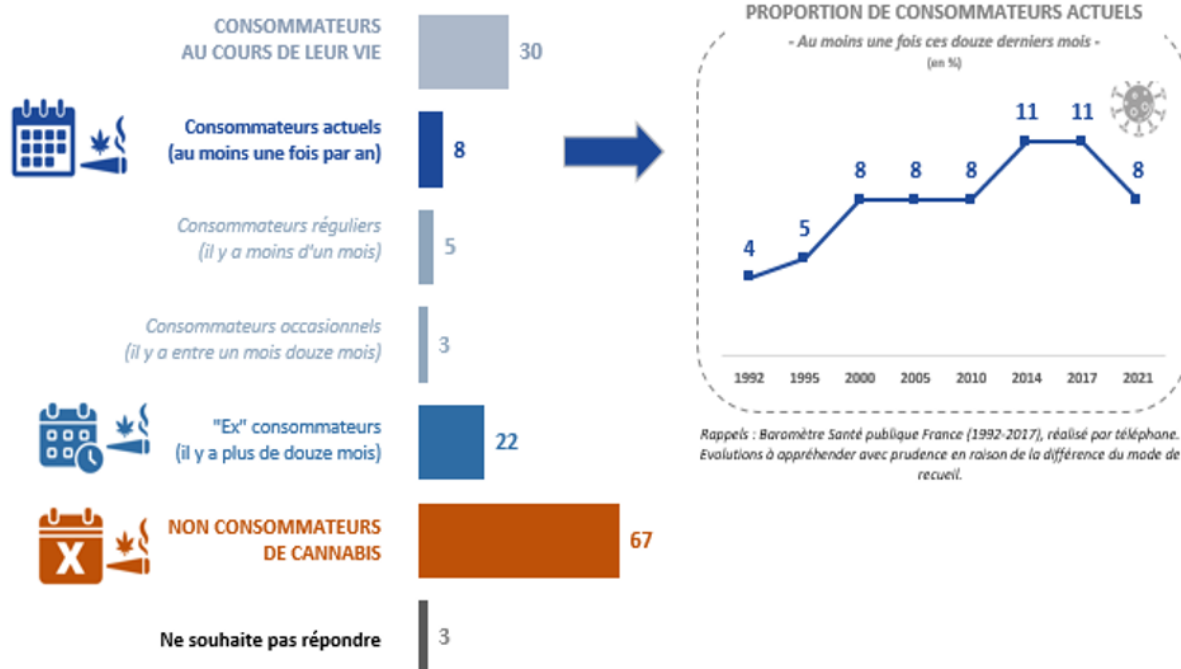 CONSOMMATEURS
AU COURS DE LEUR VIE
30
Consommateurs actuels
(au moins une fois par an)
8
Consommateurs réguliers
(il y a moins d'un mois)
5
Consommateurs occasionnels
(il y a entre un mois douze mois)
3
"Ex" consommateurs
(il y a plus de douze mois)
22
X
NON CONSOMMATEURS
DE CANNABIS
67
Ne souhaite pas répondre
3
PROPORTION DE CONSOMMATEURS ACTUELS
- Au moins une fois ces douze derniers mois -
(en %)
4
5
8
8
8
11
11
8
1992 1995 2000 2005 2010 2014 2017 2021
Rappels : Baromètre Santé publique France (1992-2017), réalisé par téléphone.
Evolutions à appréhender avec prudence en raison de la différence du mode de
recueil.